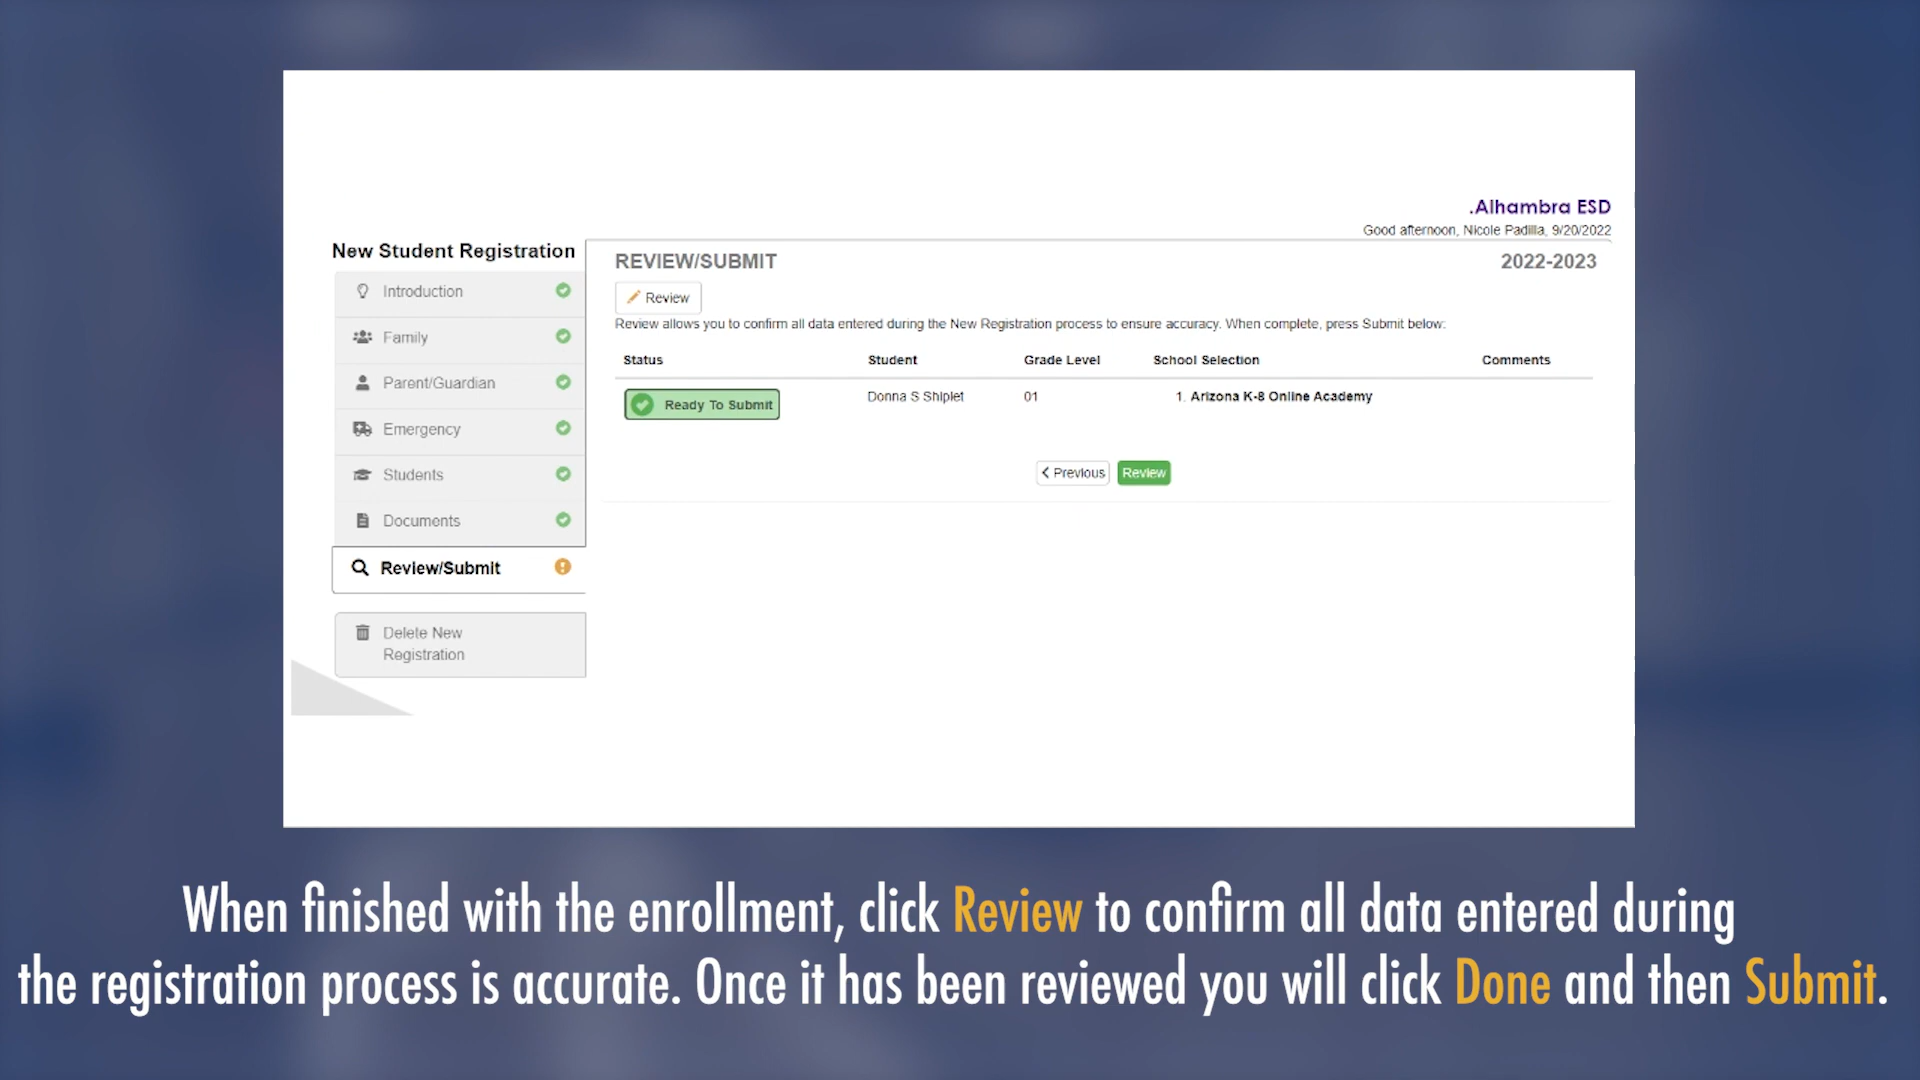 .Alhambra ESD
Good afternoon, Nicole Padilla, 9/20/2022
New Student Registration
Introduction
Family
Parent/Guardian
Emergency
Students
Documents
Review/Submit
Delete New
Registration
REVIEW/SUBMIT 2022-2023
Review
Review allows you to confirm all data entered during the New Registration process to ensure accuracy. When complete, press Submit below:
Status Student Grade Level School Selection Comments
Ready To Submit Donna S Shiplet 01 1. Arizona K-8 Online Academy
Previous Review
When finished with the enrollment, click Review to confirm all data entered during
the registration process is accurate. Once it has been reviewed you will click Done and then Submit.